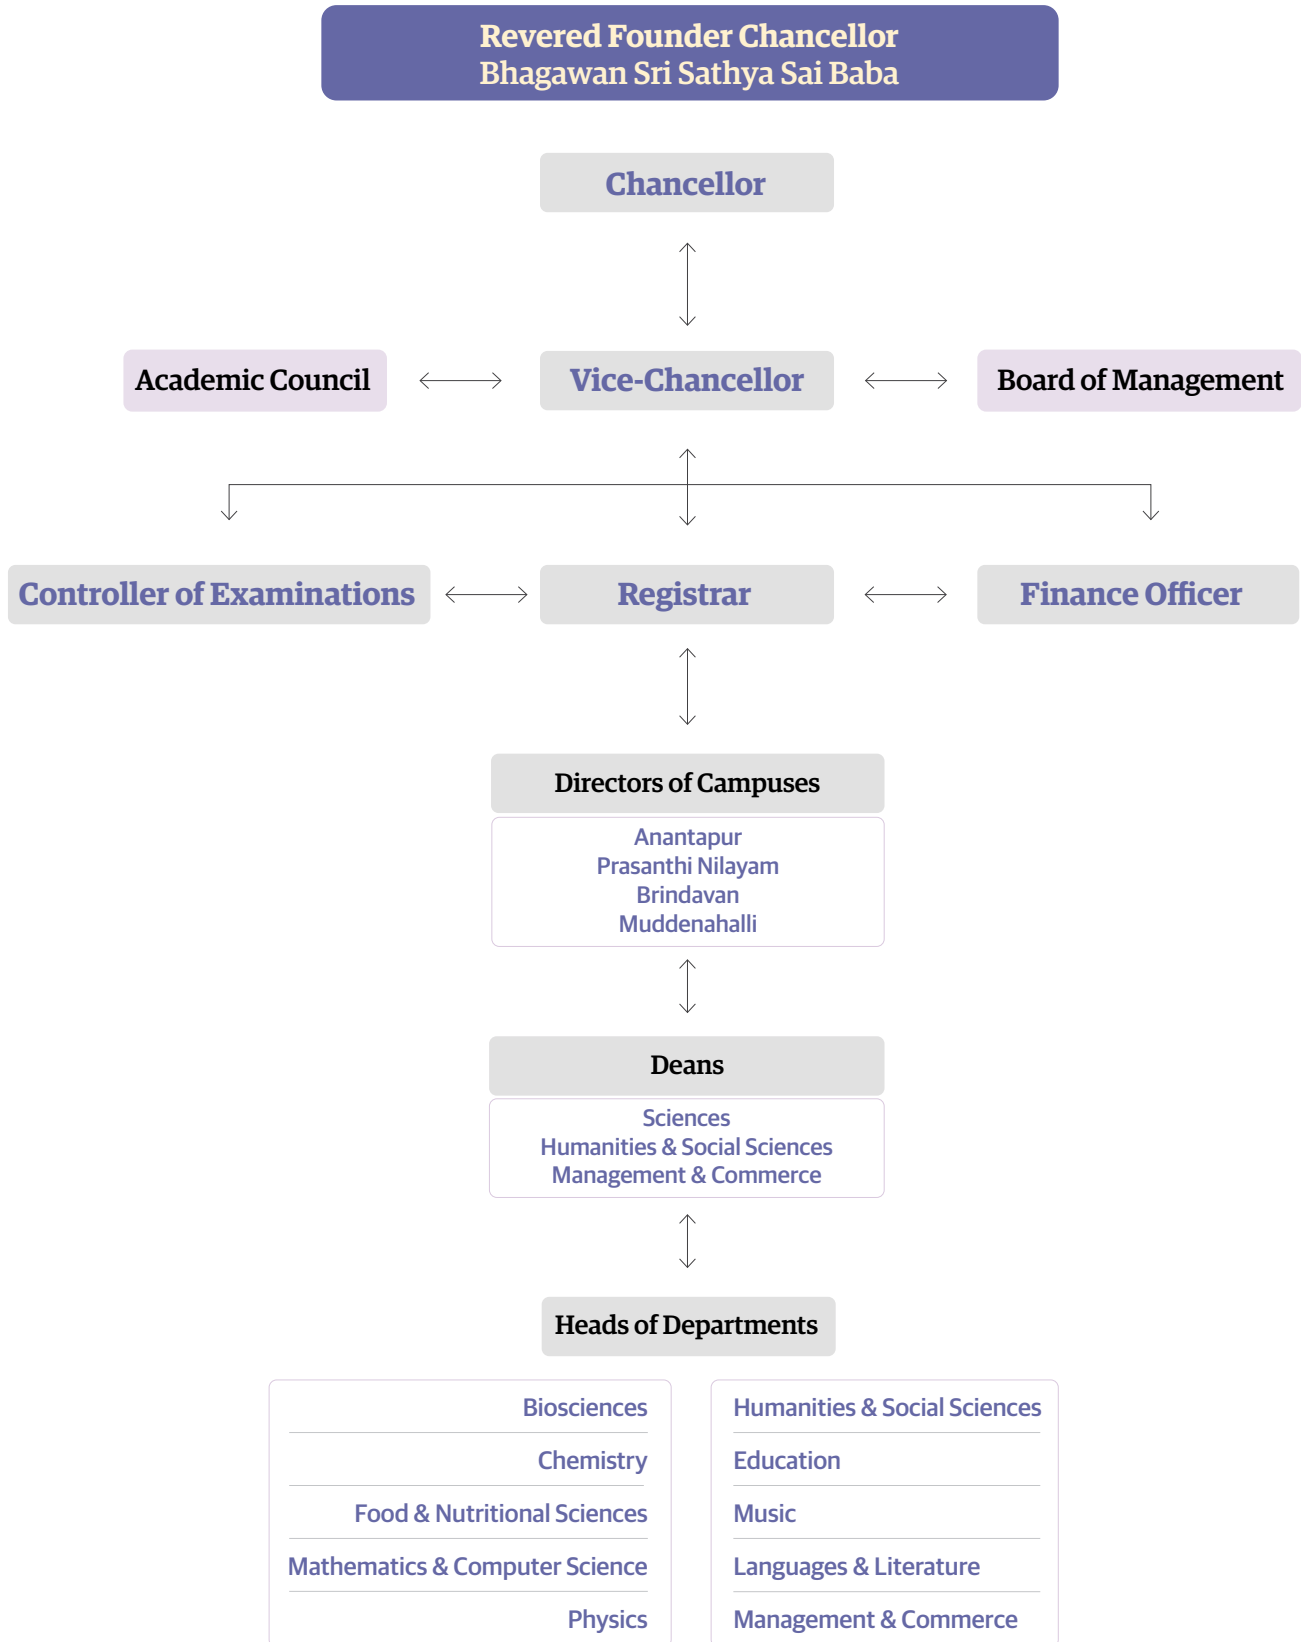 Revered Founder Chancellor
Bhagawan Sri Sathya Sai Baba
Chancellor
Academic Council
Vice-Chancellor
Board of Management
Controller of Examinations
Registrar
Finance Officer
Directors of Campuses
Anantapur
Prasanthi Nilayam
Brindavan
Muddenahalli
Deans
Sciences
Humanities & Social Sciences
Management & Commerce
Heads of Departments
Biosciences
Chemistry
Food & Nutritional Sciences
Mathematics & Computer Science
Physics
Humanities & Social Sciences
Education
Music
Languages & Literature
Management & Commerce